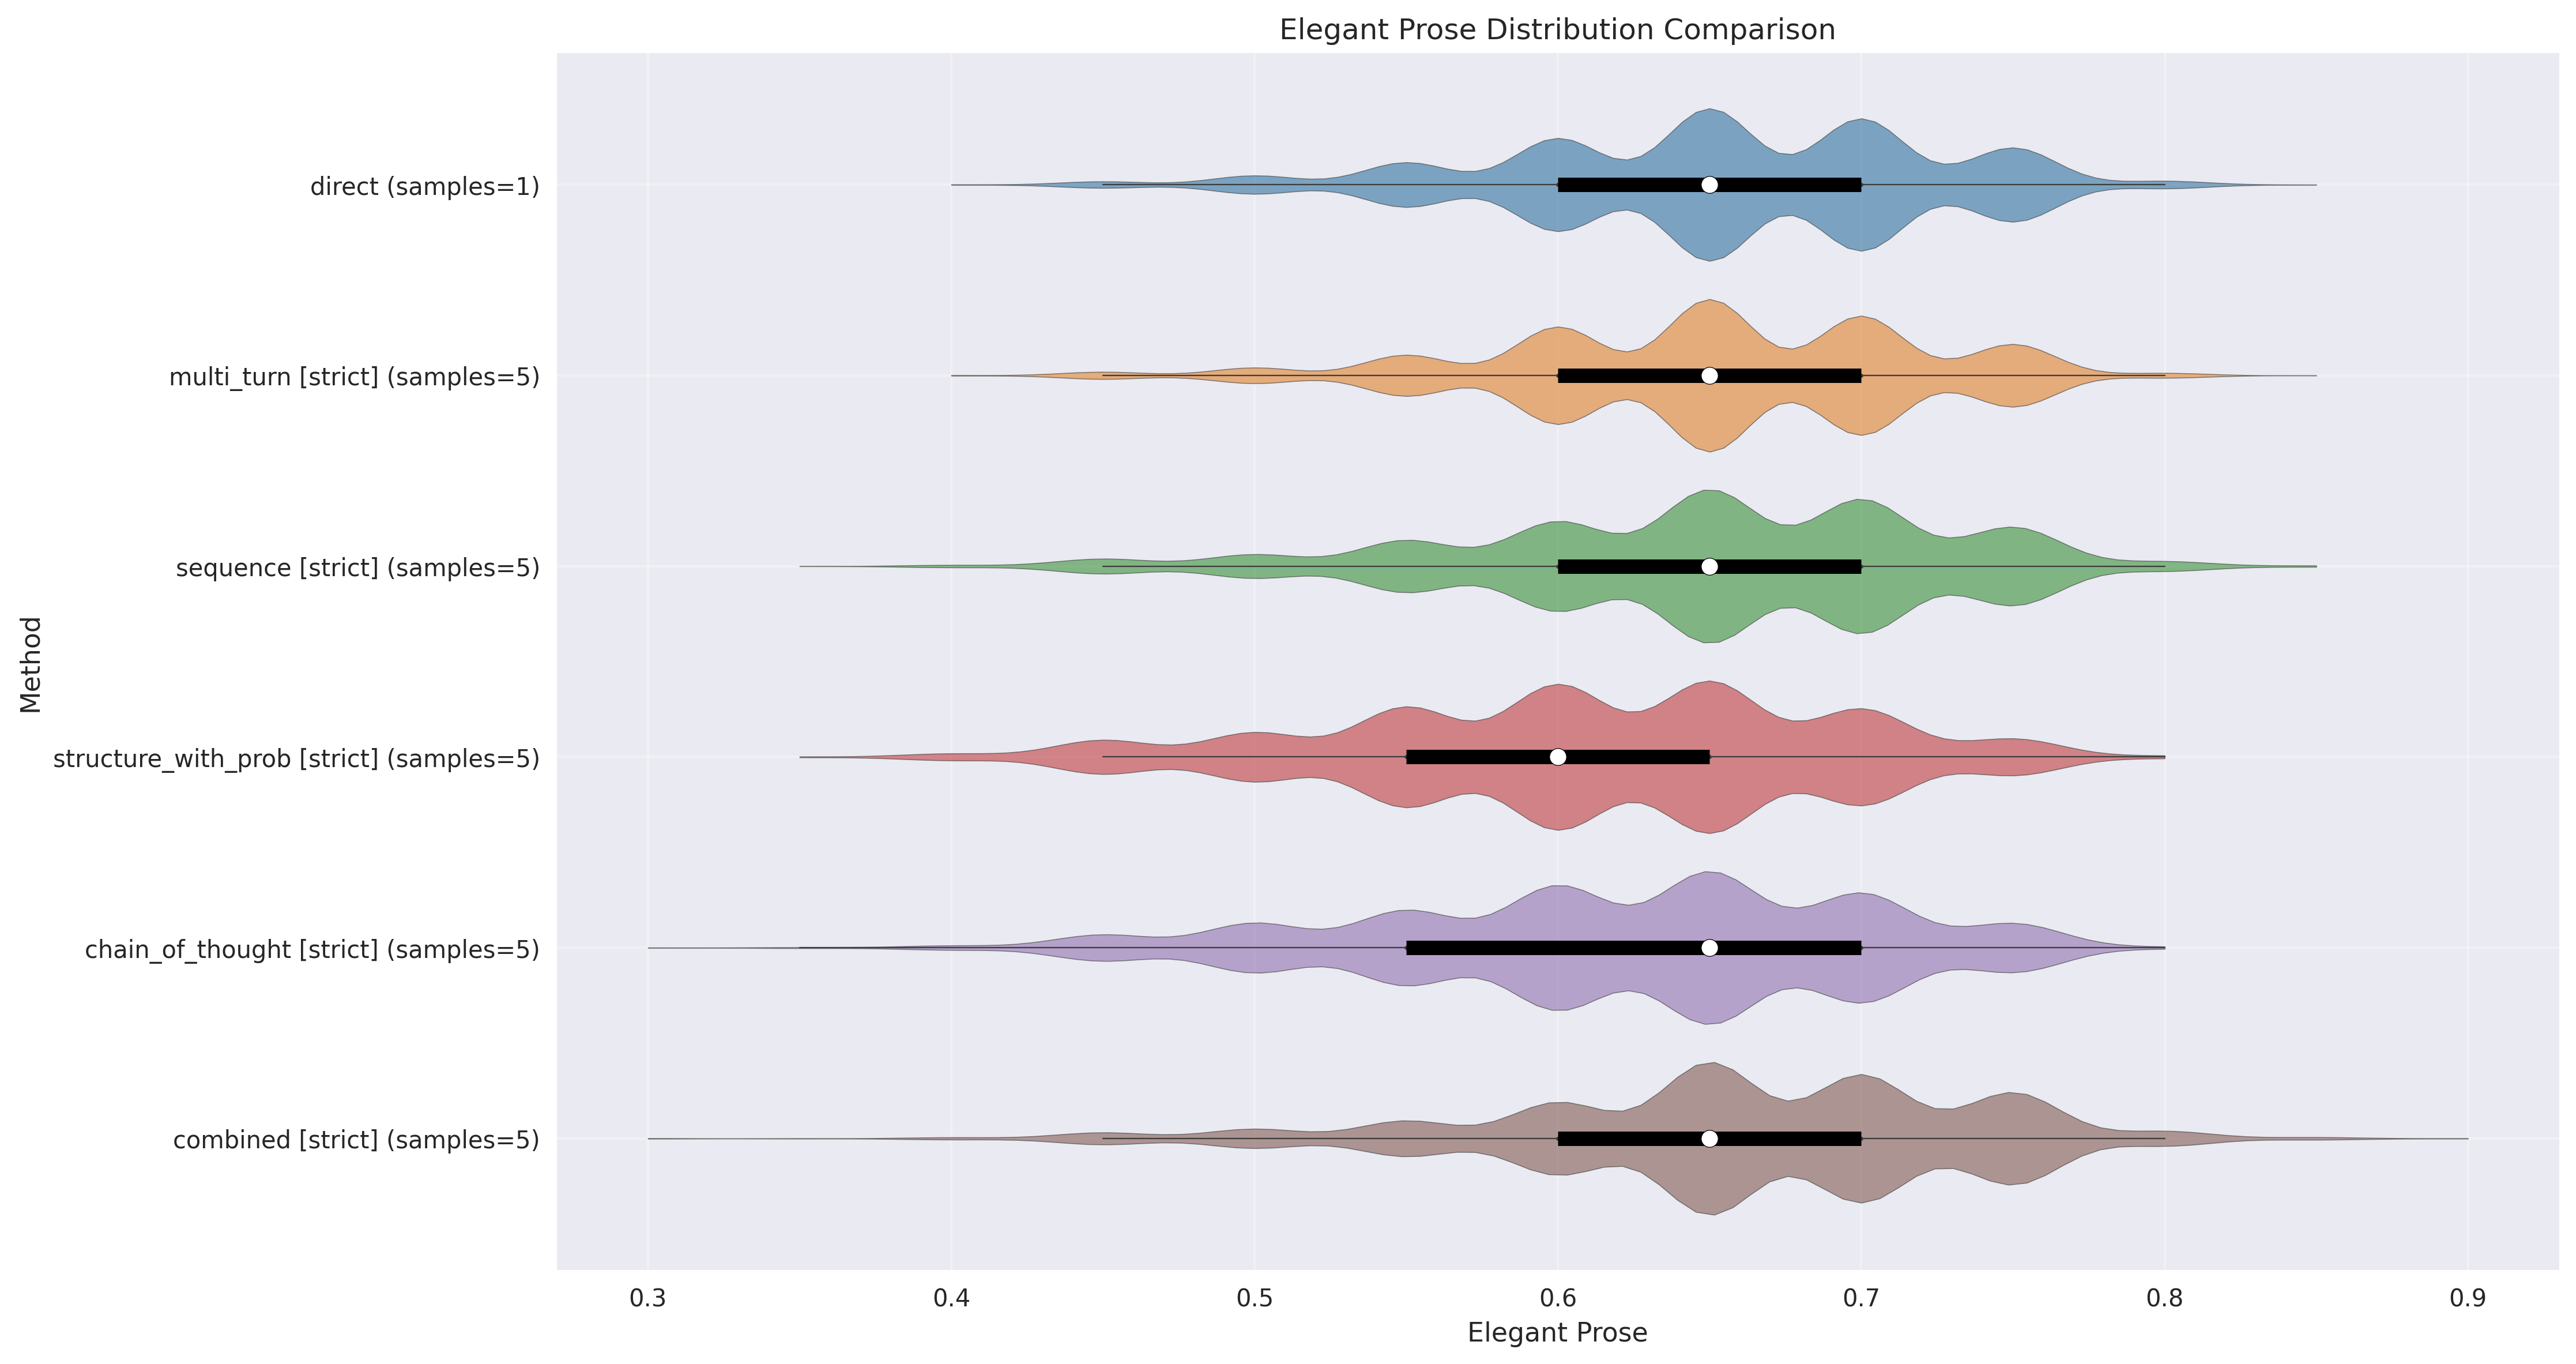 Elegant Prose Distribution Comparison
Method
direct (samples=1)
multi_turn [strict] (samples=5)
sequence [strict] (samples=5)
structure_with_prob [strict] (samples=5)
chain_of_thought [strict] (samples=5)
combined [strict] (samples=5)
0.3 0.4 0.5 0.6 0.7 0.8 0.9
Elegant Prose